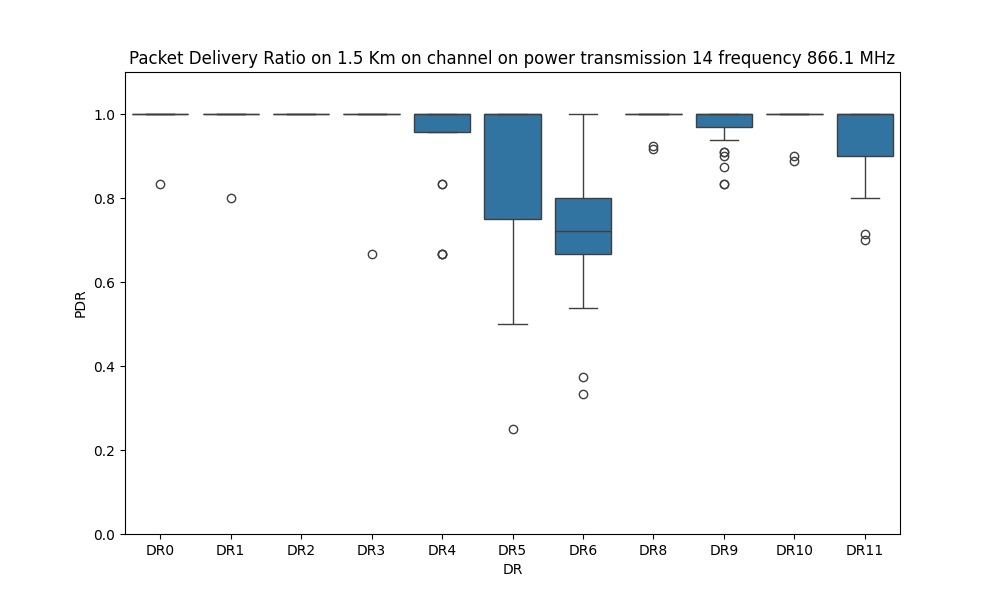 Packet Delivery Ratio on 1.5 Km on channel on power transmission 14 frequency 866.1 MHz
1.0
0.8
0.6
0.4
0.2
0.0
PDR
DR0 DR1 DR2 DR3 DR4 DR5 DR6 DR8 DR9 DR10 DR11
DR